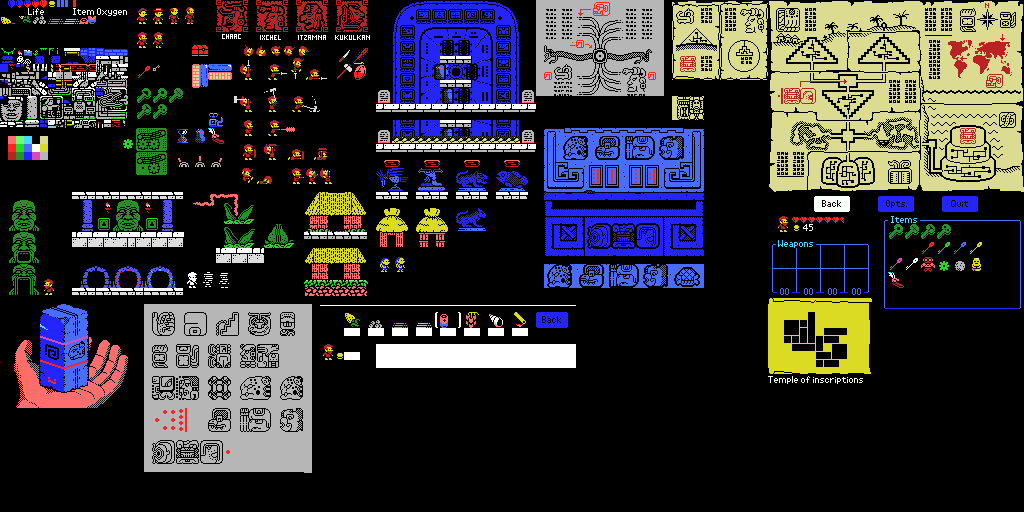 Life
Item Oxygen
CHAAC
IXCHEL
ITZAMNA
KUKULKAN
N
Back
Opts.
Quit
45
Items
Weapons
00 00 00 00
Back
Temple of inscriptions